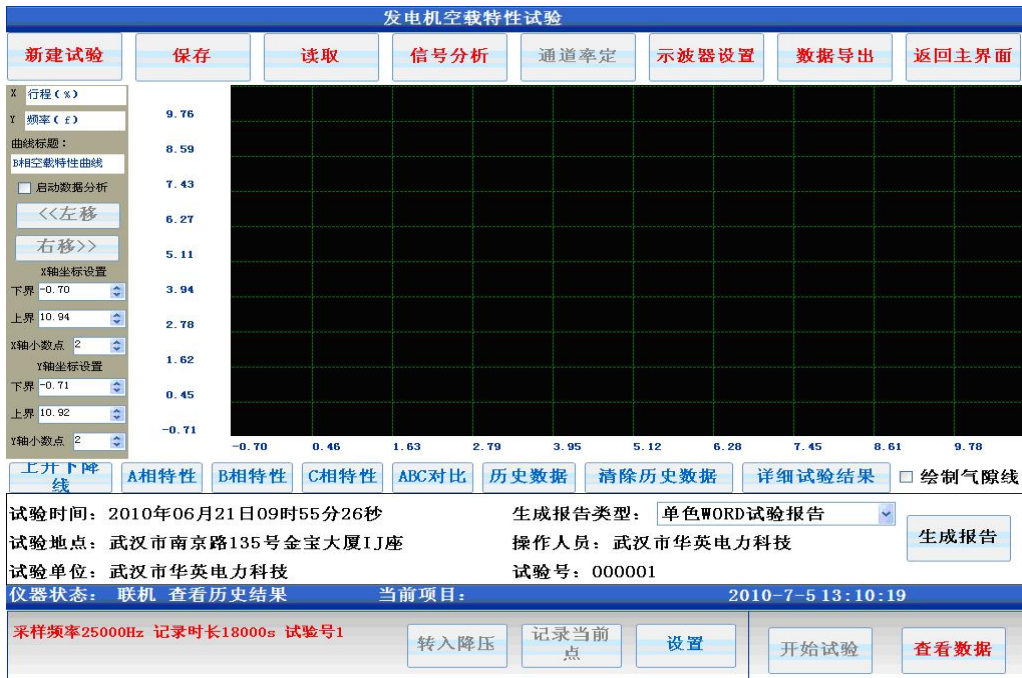 发电机空载特性试验
新建试验 保存 读取 信号分析 通道率定 示波器设置 数据导出 返回主界面
X 行程(%)
Y 频率(f)
曲线标题:
B相空载特性曲线
启动数据分析
<<左移
右移>>
X轴坐标设置
下界 -0.70
上界 10.94
X轴小数点 2
Y轴坐标设置
下界 -0.71
上界 10.92
Y轴小数点 2
9.76
8.59
7.43
6.27
5.11
3.94
2.78
1.62
0.45
-0.71
-0.70 0.46 1.63 2.79 3.95 5.12 6.28 7.45 8.61 9.78
上升下降
线
A相特性 B相特性 C相特性 ABC对比 历史数据 清除历史数据 详细试验结果 绘制气隙线
试验时间: 2010年06月21日09时55分26秒 生成报告类型: 单色WORD试验报告
试验地点: 武汉市南京路135号金宝大厦IJ座 操作人员: 武汉市华英电力科技
生成报告
试验单位: 武汉市华英电力科技 试验号: 000001
仪器状态: 联机 查看历史结果 当前项目: 2010-7-5 13:10:19
采样频率25000Hz 记录时长18000s 试验号1
转入降压
记录当前
点
设置
开始试验 查看数据